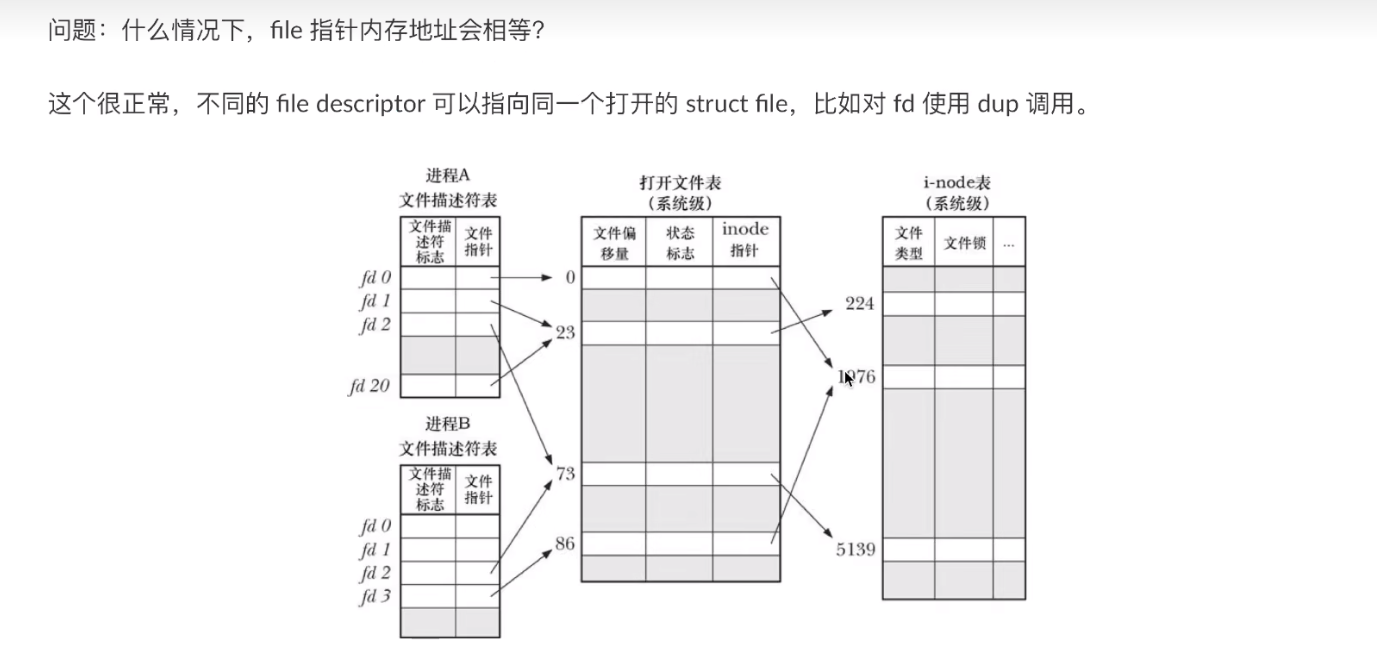 问题：什么情况下，file 指针内存地址会相等？
这个很正常，不同的 file descriptor 可以指向同一个打开的 struct file，比如对 fd 使用 dup 调用。
进程A
文件描述符表
文件描
述符
标志
文件
指针
fd 0
fd 1
fd 2
fd 20
进程B
文件描述符表
文件描
述符
标志
文件
指针
fd 0
fd 1
fd 2
fd 3
打开文件表
（系统级）
文件偏
移量
状态
标志
inode
指针
0
23
73
86
i-node表
（系统级）
文件
类型
文件锁
...
224
1976
5139